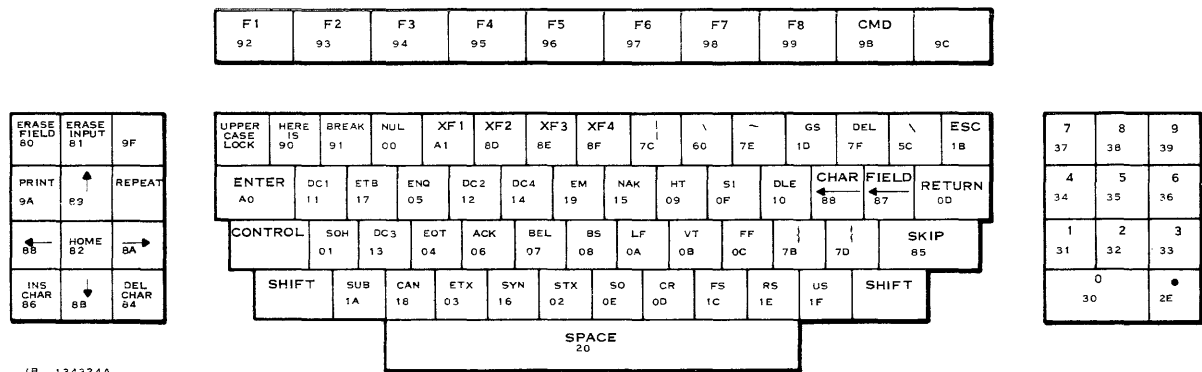 F1 F2 F3 F4 F5 F6 F7 F8 CMD
92 93 94 95 96 97 98 99 9B 9C
ERASE FIELD 80 ERASE INPUT 81 9F
UPPER CASE LOCK HERE IS 90 BREAK 91 NUL 00 XF1 A1 XF2 8D XF3 8E XF4 8F | 7C \ 60 ~ 7E GS 1D DEL 7F \ 5C ESC 1B
7 37 8 38 9 39
PRINT 9A ↑ 89 REPEAT
ENTER A0 DC1 11 ETB 17 ENQ 05 DC2 12 DC4 14 EM 19 NAK 15 HT 09 SI 0F DLE 10 CHAR ← 88 FIELD ← 87 RETURN 0D
4 34 5 35 6 36
← 88 HOME 82 → 8A
CONTROL SOH 01 DC3 13 EOT 04 ACK 06 BEL 07 BS 08 LF 0A VT 0B FF 0C { 7B { 7D SKIP 85
1 31 2 32 3 33
INS CHAR 86 ↓ 8B DEL CHAR 84
SHIFT SUB 1A CAN 18 ETX 03 SYN 16 STX 02 SO 0E CR 0D FS 1C RS 1E US 1F SHIFT
0 30 ● 2E
SPACE
20